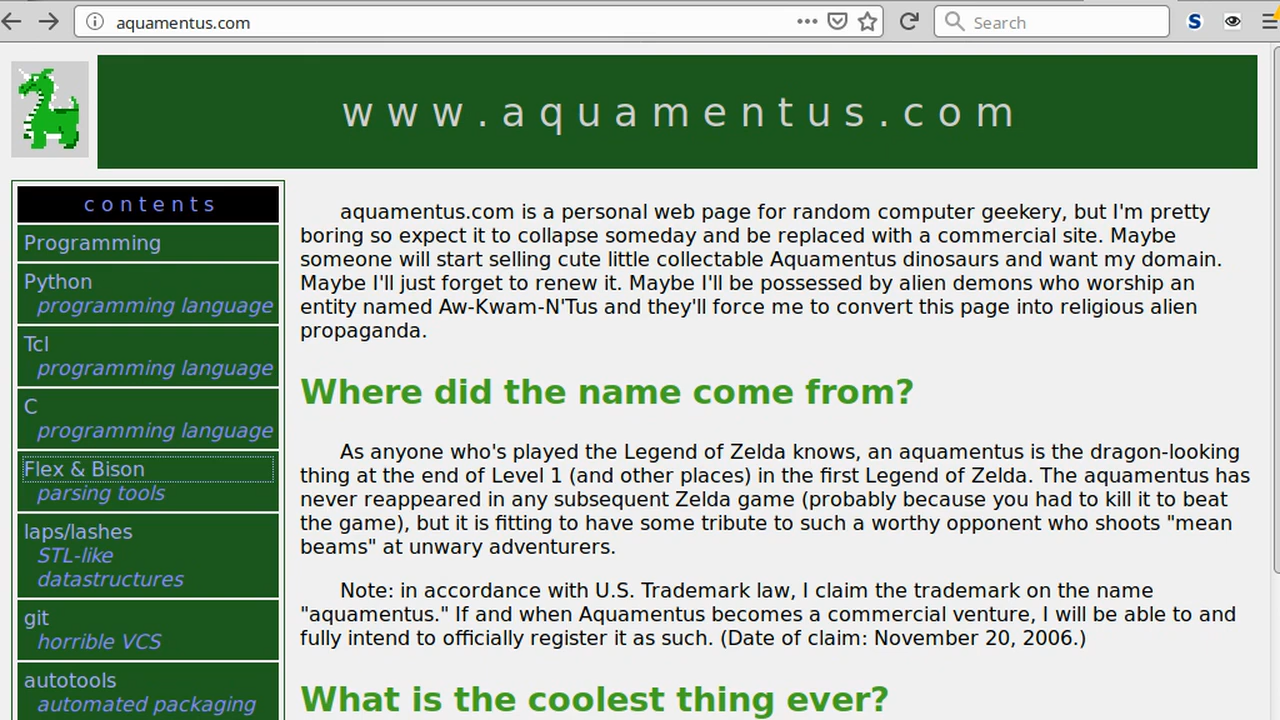 aquamentus.com
Search
S
www.aquamentus.com
contents
Programming
Python
programming language
Tcl
programming language
C
programming language
Flex & Bison
parsing tools
laps/lashes
STL-like
datastructures
git
horrible VCS
autotools
automated packaging
aquamentus.com is a personal web page for random computer geekery, but I'm pretty
boring so expect it to collapse someday and be replaced with a commercial site. Maybe
someone will start selling cute little collectable Aquamentus dinosaurs and want my domain.
Maybe I'll just forget to renew it. Maybe I'll be possessed by alien demons who worship an
entity named Aw-Kwam-N'Tus and they'll force me to convert this page into religious alien
propaganda.
Where did the name come from?
As anyone who's played the Legend of Zelda knows, an aquamentus is the dragon-looking
thing at the end of Level 1 (and other places) in the first Legend of Zelda. The aquamentus has
never reappeared in any subsequent Zelda game (probably because you had to kill it to beat
the game), but it is fitting to have some tribute to such a worthy opponent who shoots "mean
beams" at unwary adventurers.
Note: in accordance with U.S. Trademark law, I claim the trademark on the name
"aquamentus." If and when Aquamentus becomes a commercial venture, I will be able to and
fully intend to officially register it as such. (Date of claim: November 20, 2006.)
What is the coolest thing ever?